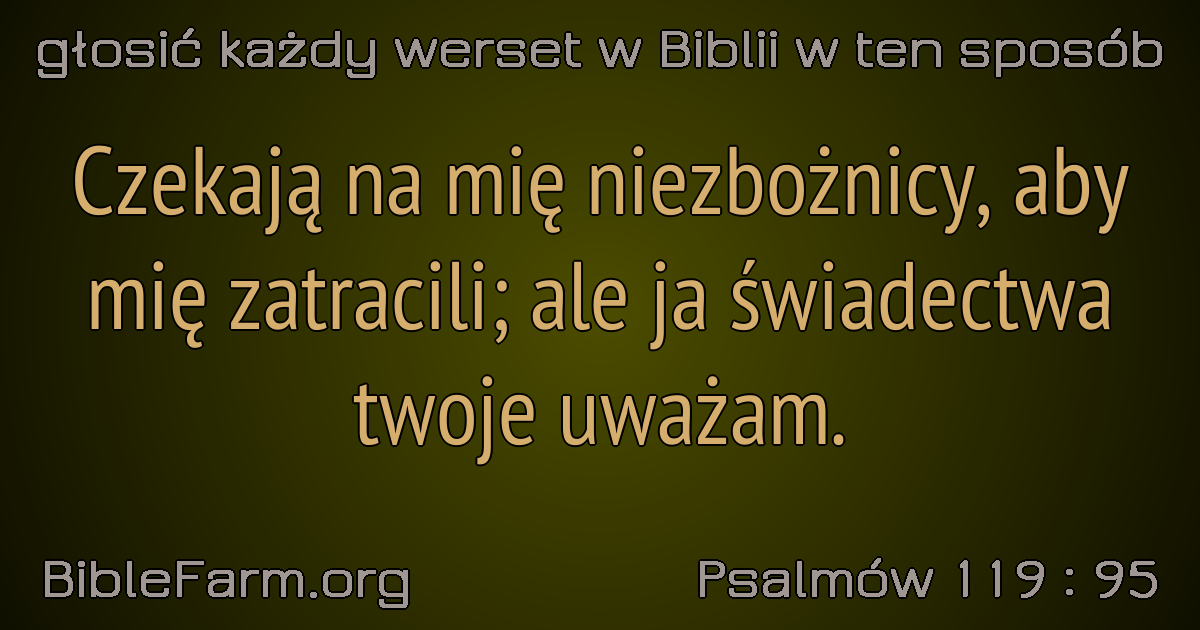 głosić każdy werset w Biblii w ten sposób
Czekają na mię niezbożnicy, aby
mię zatracili; ale ja świadectwa
twoje uważam.
BibleFarm.org
Psalmów 119 : 95